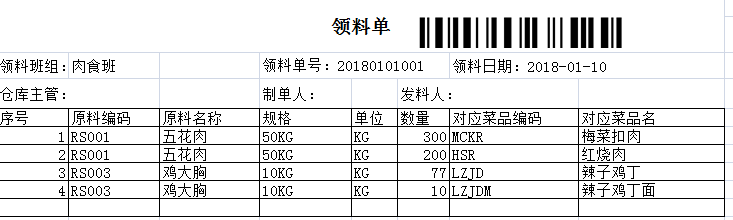 领料单
领料班组：肉食班 领料单号：20180101001 领料日期：2018-01-10
仓库主管： 制单人： 发料人：
序号 原料编码 原料名称 规格 单位 数量 对应菜品编码 对应菜品名
1 RS001 五花肉 50KG KG 300 MCKR 梅菜扣肉
2 RS001 五花肉 50KG KG 200 HSR 红烧肉
3 RS003 鸡大胸 10KG KG 77 LZJD 辣子鸡丁
4 RS003 鸡大胸 10KG KG 10 LZJDM 辣子鸡丁面